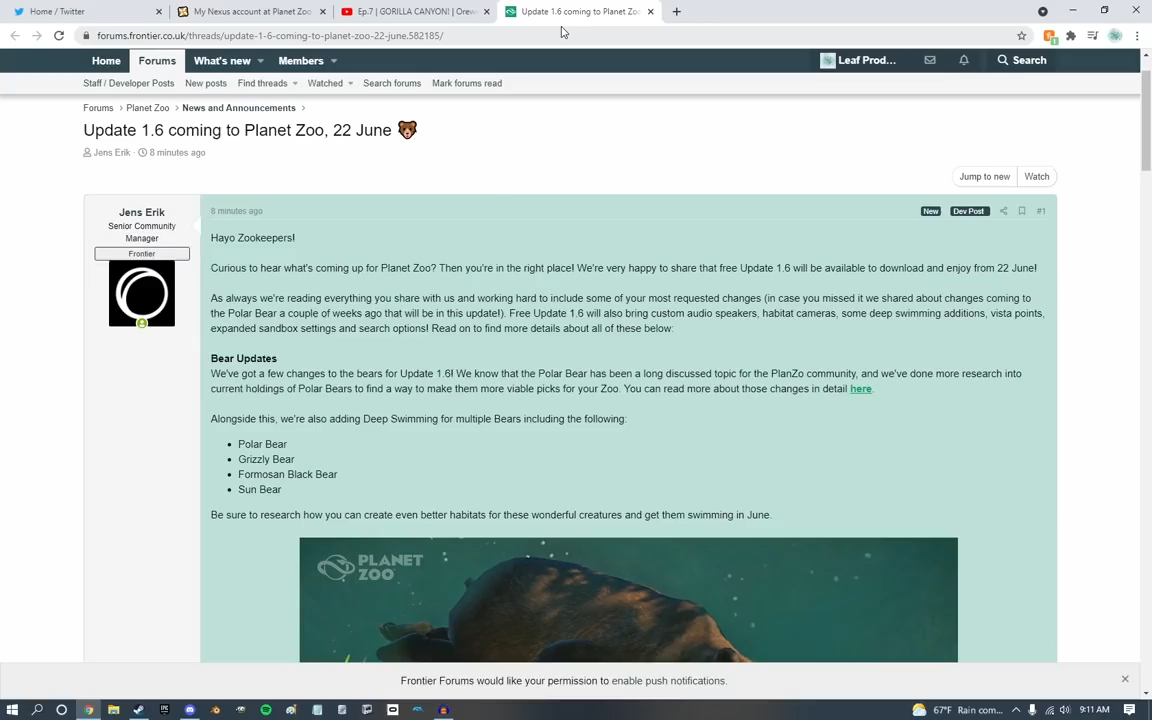 Home / Twitter
My Nexus account at Planet Zoo
Ep.7 | GORILLA CANYON! | Orew
Update 1.6 coming to Planet Zoo
forums.frontier.co.uk/threads/update-1-6-coming-to-planet-zoo-22-june.582185/
Home
Forums
What's new
Members
Leaf Prod...
Search
Staff / Developer Posts
New posts
Find threads
Watched
Search forums
Mark forums read
Forums
Planet Zoo
News and Announcements
Update 1.6 coming to Planet Zoo, 22 June
Jens Erik · 8 minutes ago
Jump to new
Watch
Jens Erik
Senior Community
Manager
Frontier
8 minutes ago
New
Dev Post
#1
Hayo Zookeepers!
Curious to hear what's coming up for Planet Zoo? Then you're in the right place! We're very happy to share that free Update 1.6 will be available to download and enjoy from 22 June!
As always we're reading everything you share with us and working hard to include some of your most requested changes (in case you missed it we shared about changes coming to
the Polar Bear a couple of weeks ago that will be in this update!). Free Update 1.6 will also bring custom audio speakers, habitat cameras, some deep swimming additions, vista points,
expanded sandbox settings and search options! Read on to find more details about all of these below:
Bear Updates
We've got a few changes to the bears for Update 1.6! We know that the Polar Bear has been a long discussed topic for the PlanZo community, and we've done more research into
current holdings of Polar Bears to find a way to make them more viable picks for your Zoo. You can read more about those changes in detail here.
Alongside this, we're also adding Deep Swimming for multiple Bears including the following:
• Polar Bear
• Grizzly Bear
• Formosan Black Bear
• Sun Bear
Be sure to research how you can create even better habitats for these wonderful creatures and get them swimming in June.
PLANET
ZOO
Frontier Forums would like your permission to enable push notifications.
67°F Rain com...
9:11 AM